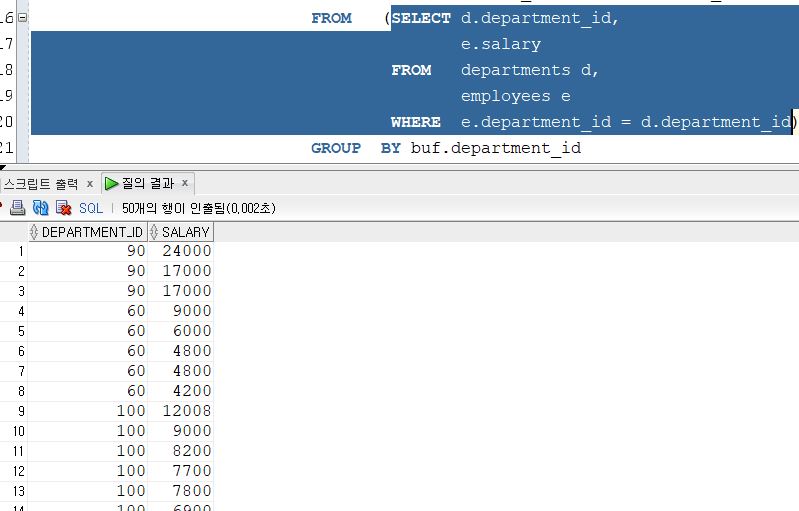 16 FROM (SELECT d.department_id,
17 e.salary
18 FROM departments d,
19 employees e
20 WHERE e.department_id = d.department_id)
21 GROUP BY buf.department_id
스크립트 출력 x 질의 결과 x
SQL | 50개의 행이 인출됨(0,002초)
DEPARTMENT_ID SALARY
1 90 24000
2 90 17000
3 90 17000
4 60 9000
5 60 6000
6 60 4800
7 60 4800
8 60 4200
9 100 12008
10 100 9000
11 100 8200
12 100 7700
13 100 7800
14 100 6900